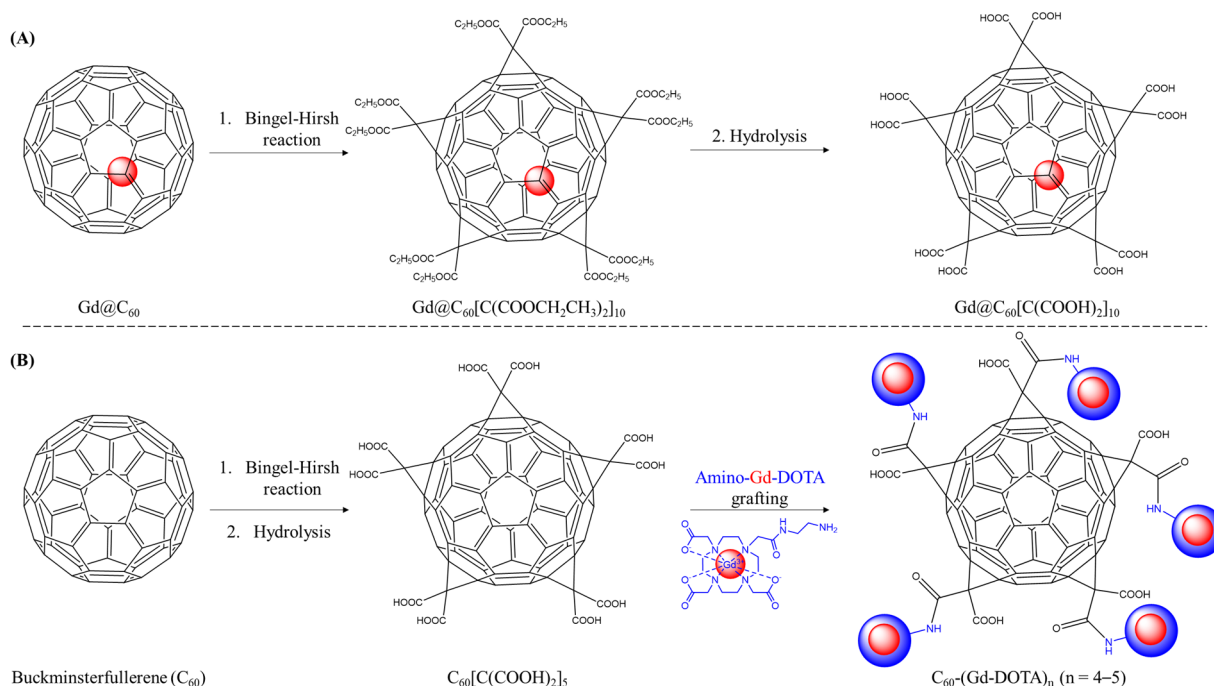 (A)
C₂H₅OOC
COOC₂H₅
C₂H₅OOC
C₂H₅OOC
COOC₂H₅
COOC₂H₅
C₂H₅OOC
C₂H₅OOC
COOC₂H₅
COOC₂H₅
1. Bingel-Hirsh
reaction
2. Hydrolysis
HOOC
COOH
HOOC
HOOC
COOH
COOH
HOOC
HOOC
COOH
COOH
Gd@C₆₀
Gd@C₆₀[C(COOCH₂CH₃)₂]₁₀
Gd@C₆₀[C(COOH)₂]₁₀
(B)
1. Bingel-Hirsh
reaction
2. Hydrolysis
HOOC
COOH
HOOC
HOOC
COOH
COOH
HOOC
HOOC
COOH
COOH
Amino-Gd-DOTA
grafting
H
N
NH₂
O
O
O
O⁻
N
N
N
N
Gd³⁺
O⁻
O
O
O
HOOC
O
NH
NH
O
HOOC
COOH
O
HN
O
NH
HOOC
COOH
O
N
H
Buckminsterfullerene (C₆₀)
C₆₀[C(COOH)₂]₅
C₆₀-(Gd-DOTA)ₙ (n = 4–5)